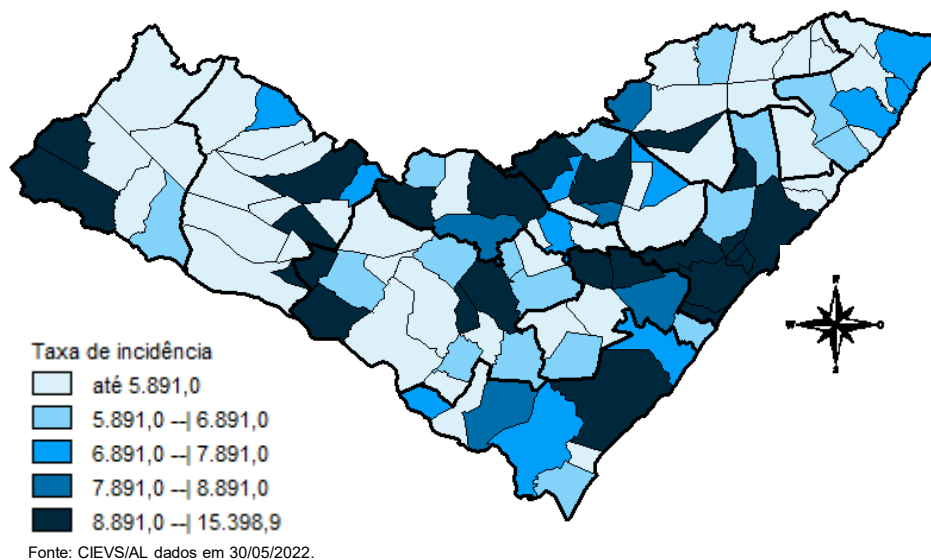 N
W
O
S
Taxa de incidência
até 5.891,0
5.891,0 --| 6.891,0
6.891,0 --| 7.891,0
7.891,0 --| 8.891,0
8.891,0 --| 15.398,9
Fonte: CIEVS/AL dados em 30/05/2022.